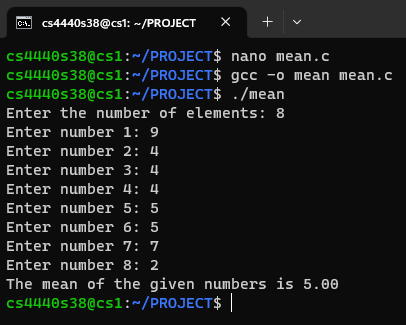 cs4440s38@cs1: ~/PROJECT
cs4440s38@cs1:~/PROJECT$ nano mean.c
cs4440s38@cs1:~/PROJECT$ gcc -o mean mean.c
cs4440s38@cs1:~/PROJECT$ ./mean
Enter the number of elements: 8
Enter number 1: 9
Enter number 2: 4
Enter number 3: 4
Enter number 4: 4
Enter number 5: 5
Enter number 6: 5
Enter number 7: 7
Enter number 8: 2
The mean of the given numbers is 5.00
cs4440s38@cs1:~/PROJECT$